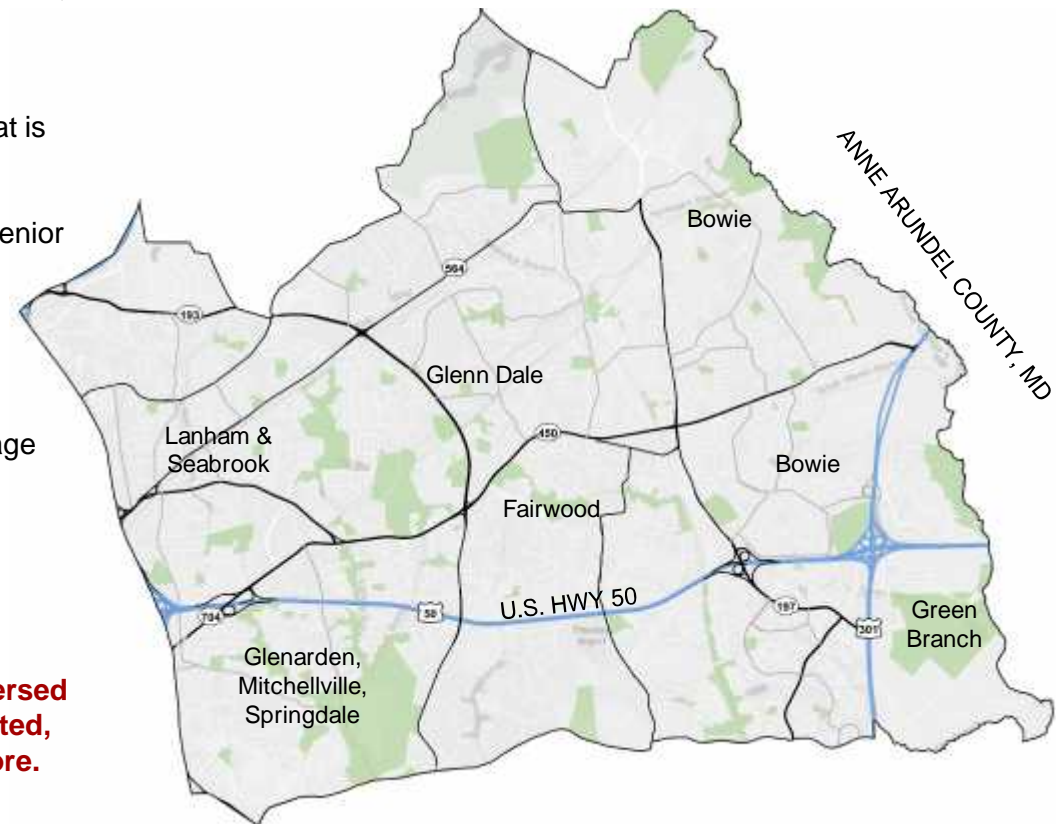 at is
enior
age
ersed
ted,
ore.
ANNE ARUNDEL COUNTY, MD
Bowie
564
193
Glenn Dale
450
Lanham &
Seabrook
Bowie
Fairwood
U.S. HWY 50
50
704
197
301
Green
Branch
Glenarden,
Mitchellville,
Springdale